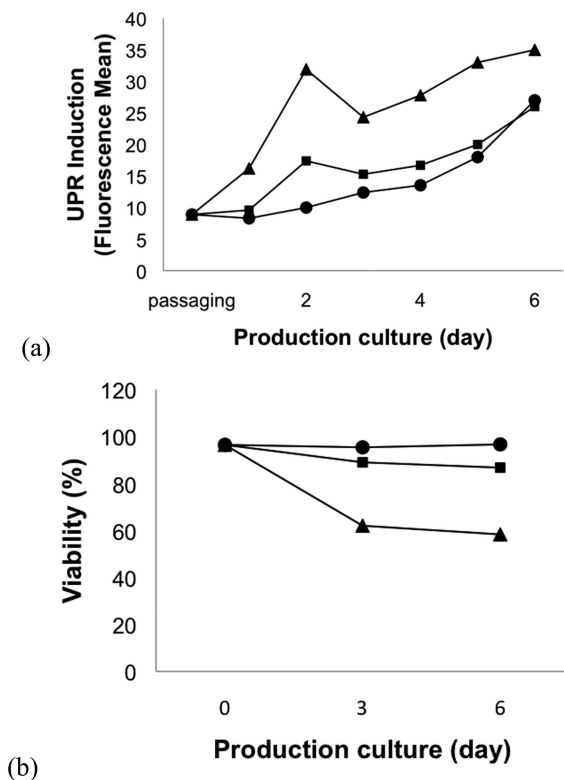 40
35
30
25
20
15
10
5
0
UPR Induction
(Fluorescence Mean)
passaging 2 4 6
Production culture (day)
(a)
120
100
80
60
40
20
0
Viability (%)
0 3 6
Production culture (day)
(b)